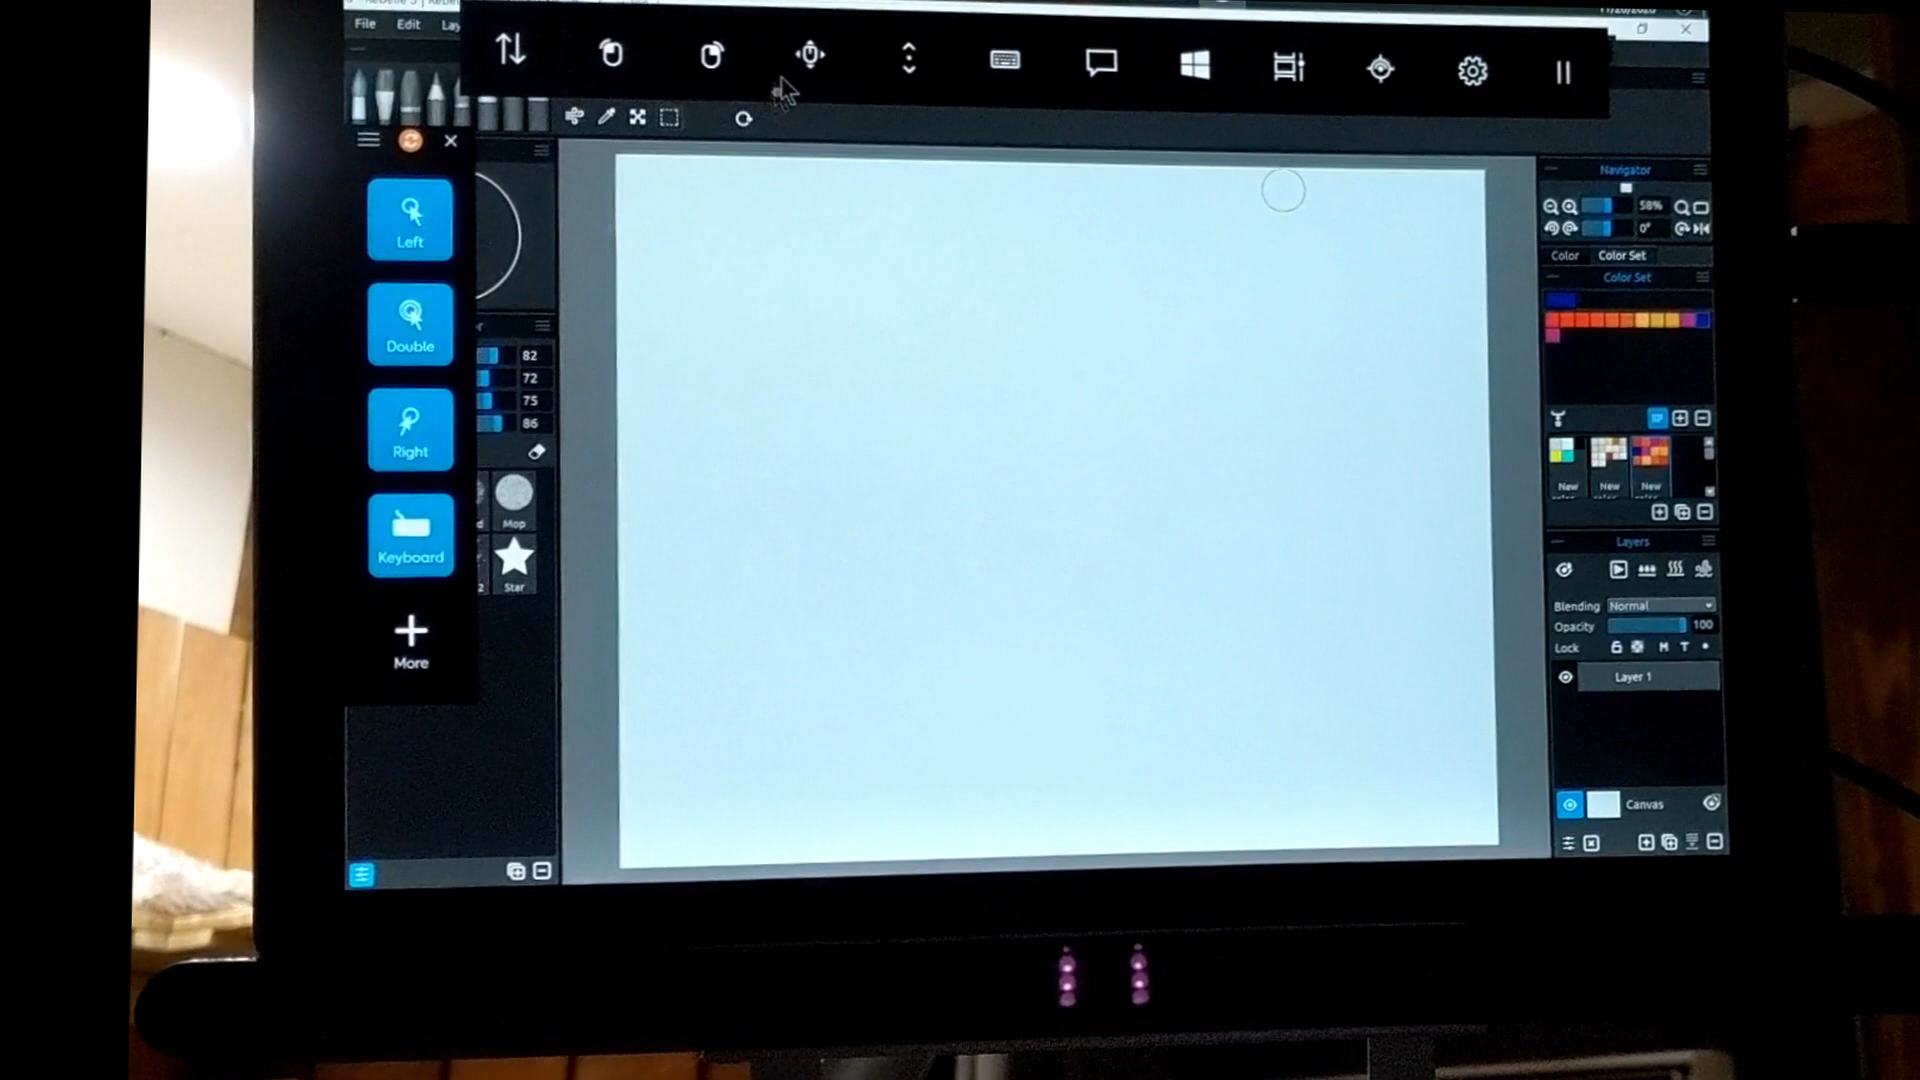 File Edit Lay
Left
Double
Right
Keyboard
More
82
72
75
86
Mop
Star
Navigator
58%
0°
Color Color Set
Color Set
New New New
Layers
Blending Normal
Opacity 100
Lock M T
Layer 1
Canvas